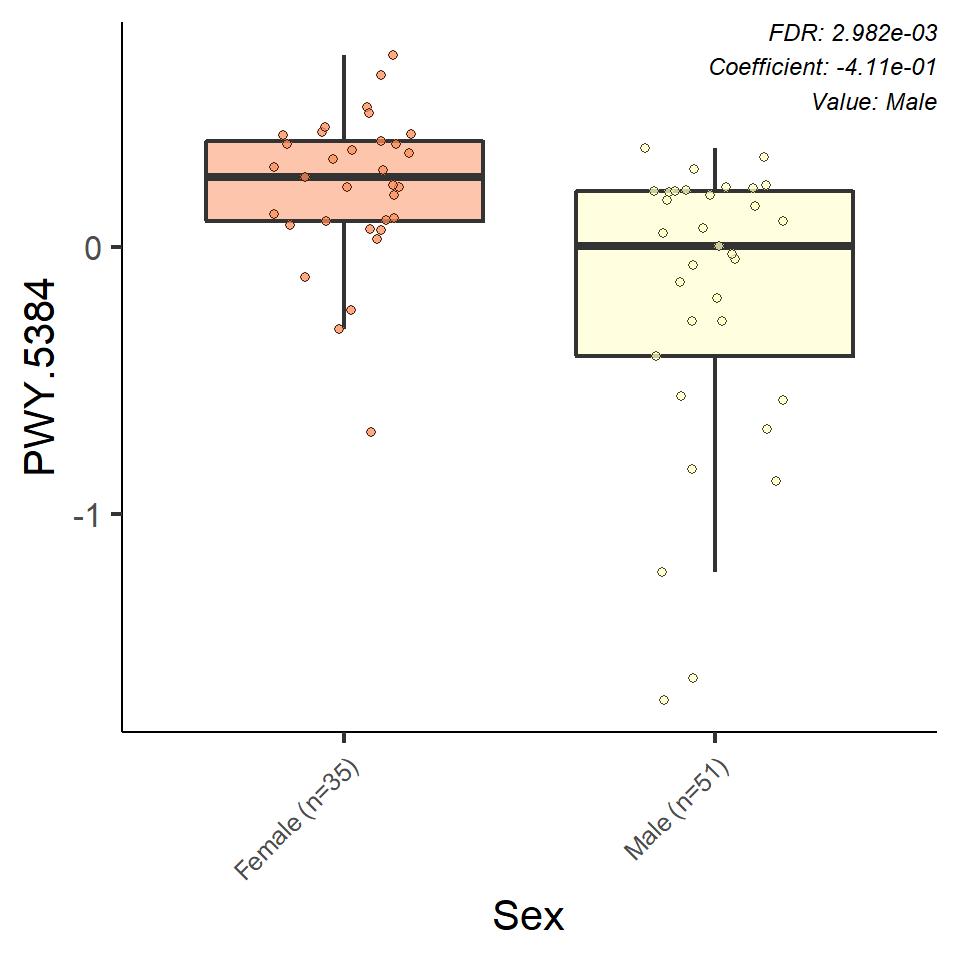 FDR: 2.982e-03
Coefficient: -4.11e-01
Value: Male
PWY.5384
0
-1
Female (n=35)
Male (n=51)
Sex